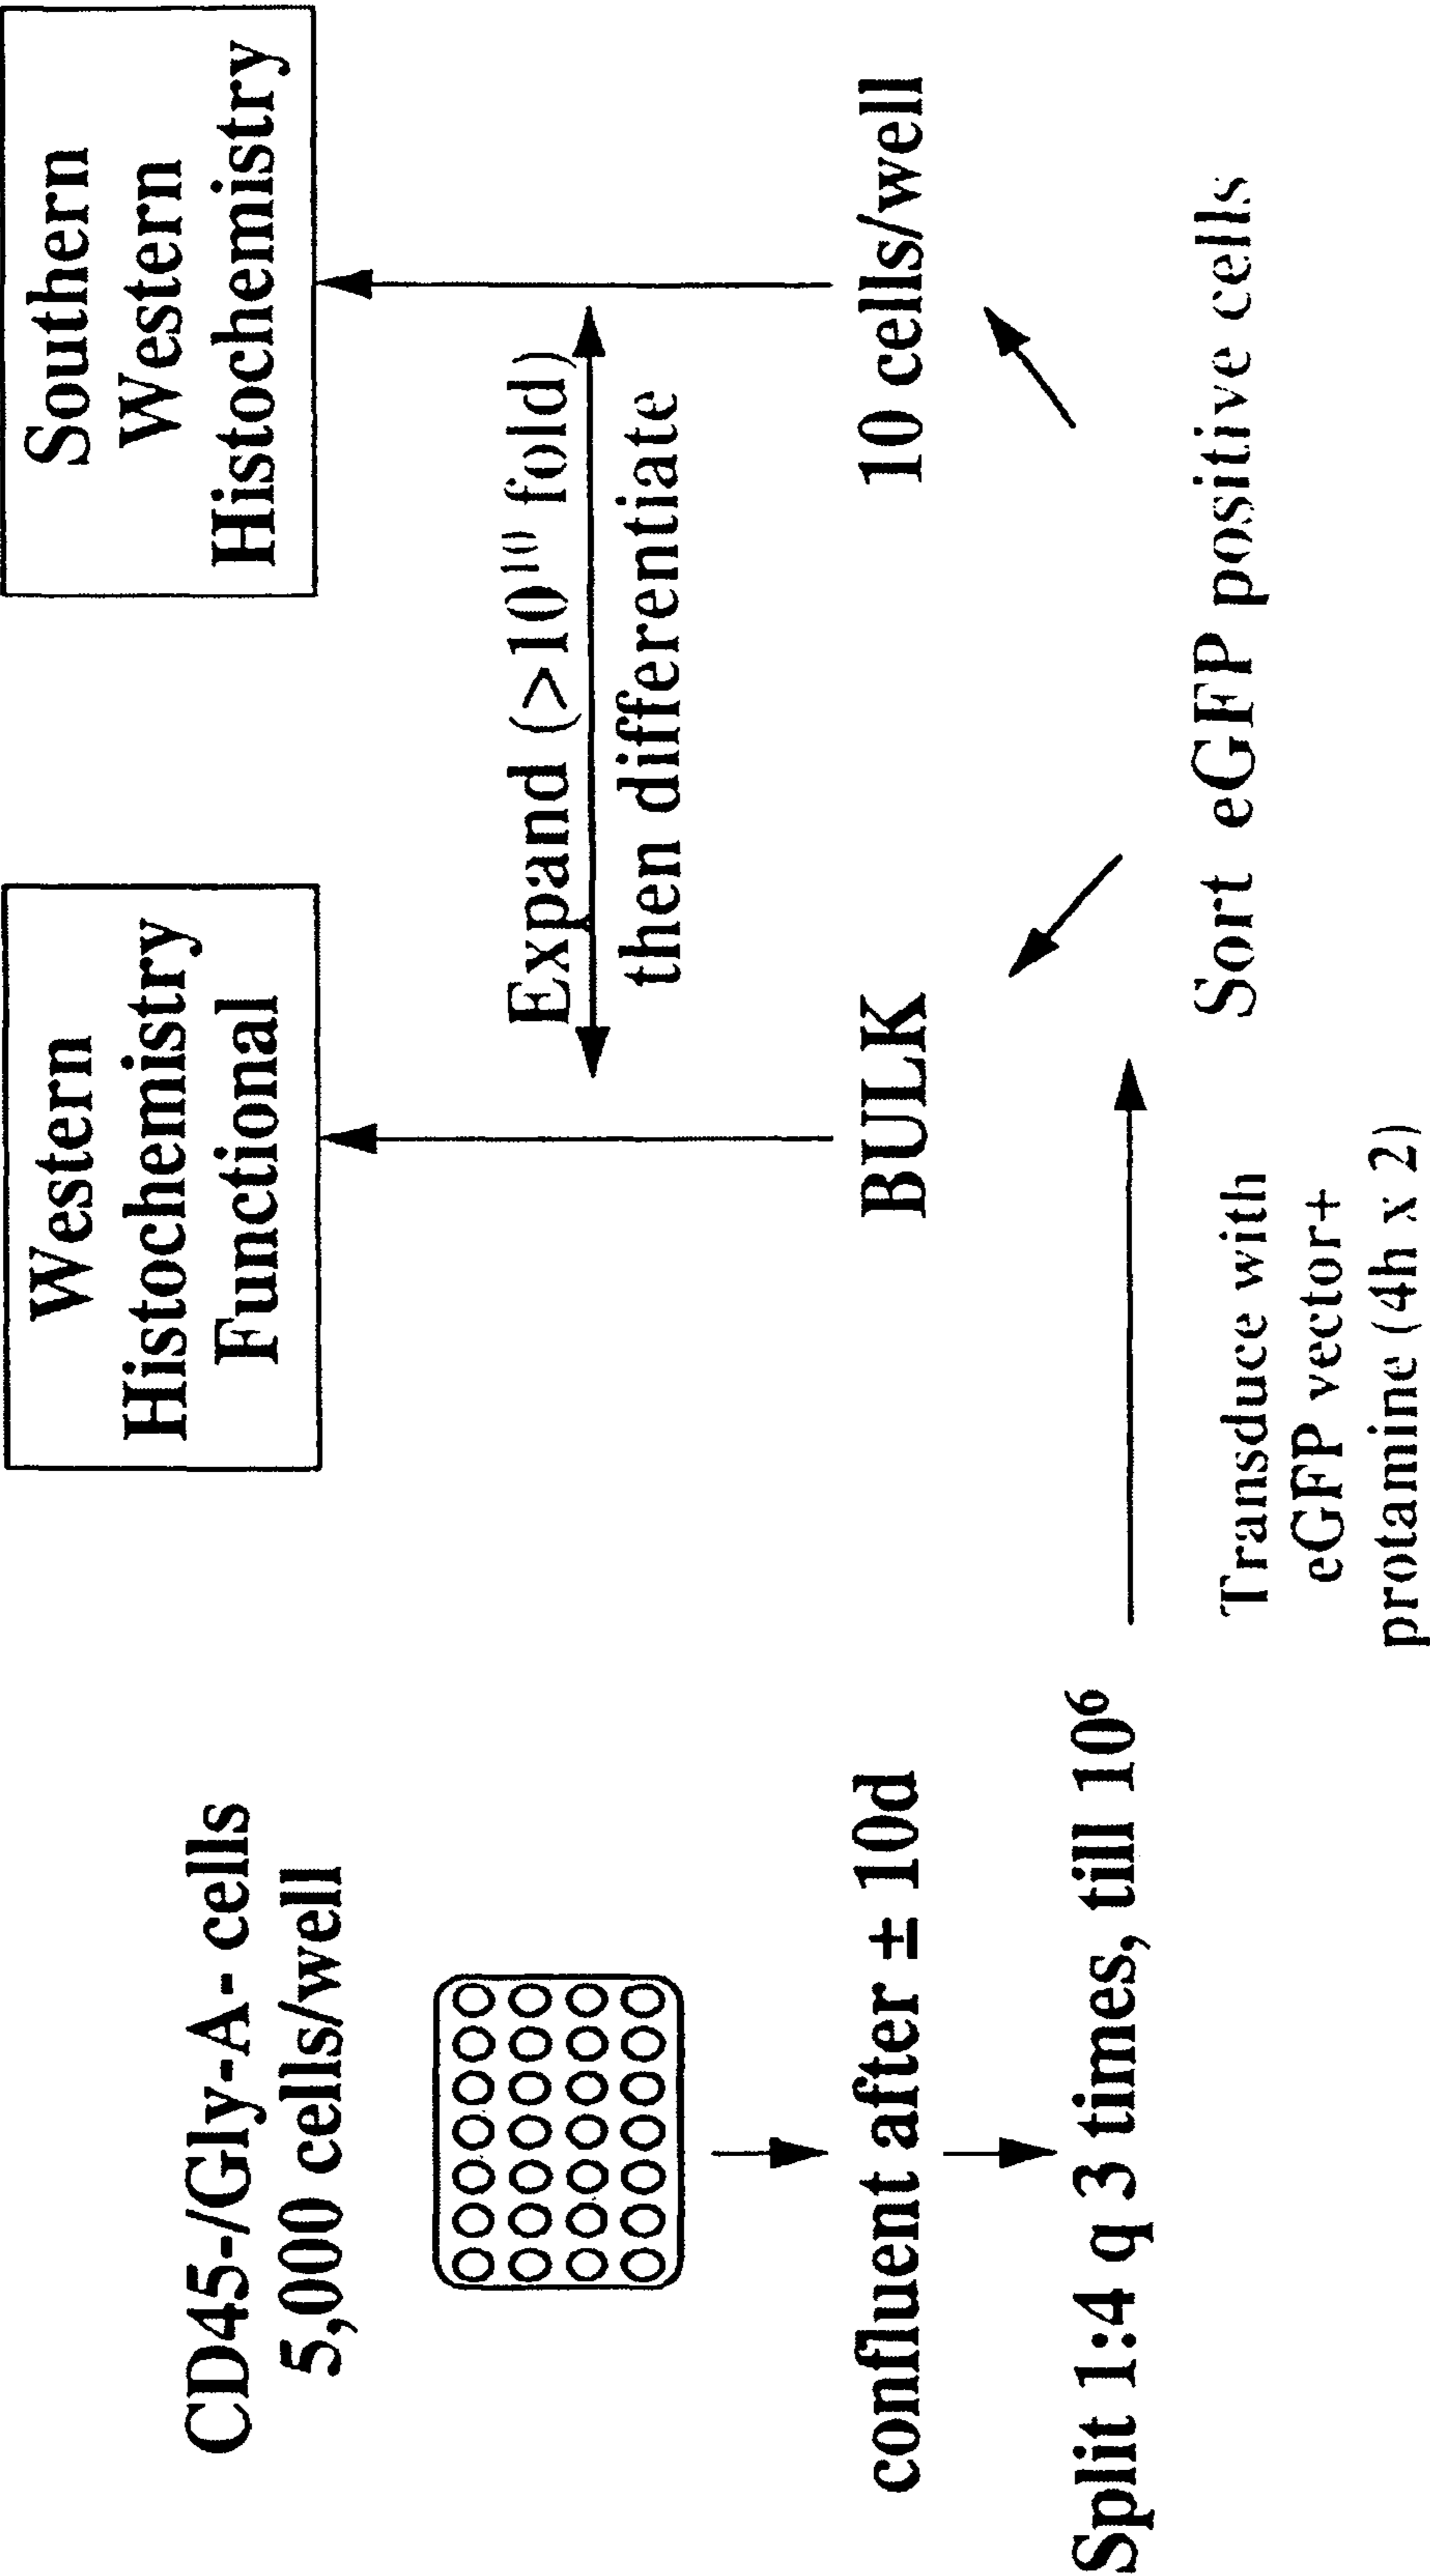 CD45-/Gly-A- cells
5,000 cells/well
confluent after ± 10d
Split 1:4 q 3 times, till 10⁶
Transduce with
eGFP vector+
protamine (4h x 2)
Sort eGFP positive cells
BULK
10 cells/well
Expand (>10¹⁰ fold)
then differentiate
Western
Histochemistry
Functional
Southern
Western
Histochemistry